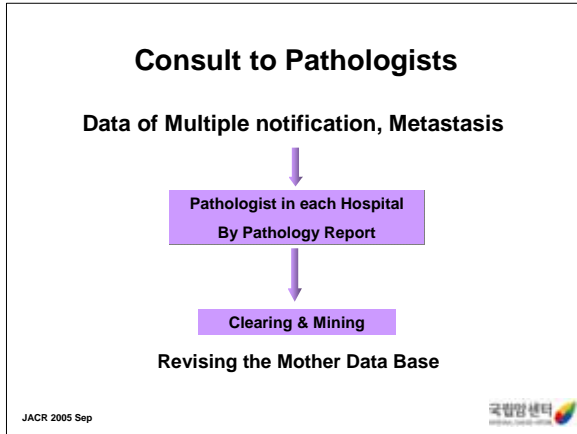 Consult to Pathologists
Data of Multiple notification, Metastasis
Pathologist in each Hospital
By Pathology Report
Clearing & Mining
Revising the Mother Data Base
JACR 2005 Sep
국립암센터